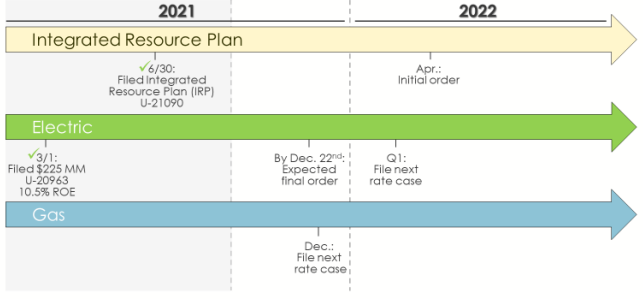 2021
2022
Integrated Resource Plan
✓6/30:
Filed Integrated
Resource Plan (IRP)
U-21090
Apr.:
Initial order
Electric
✓3/1:
Filed $225 MM
U-20963
10.5% ROE
By Dec. 22nd:
Expected
final order
Q1:
File next
rate case
Gas
Dec.:
File next
rate case